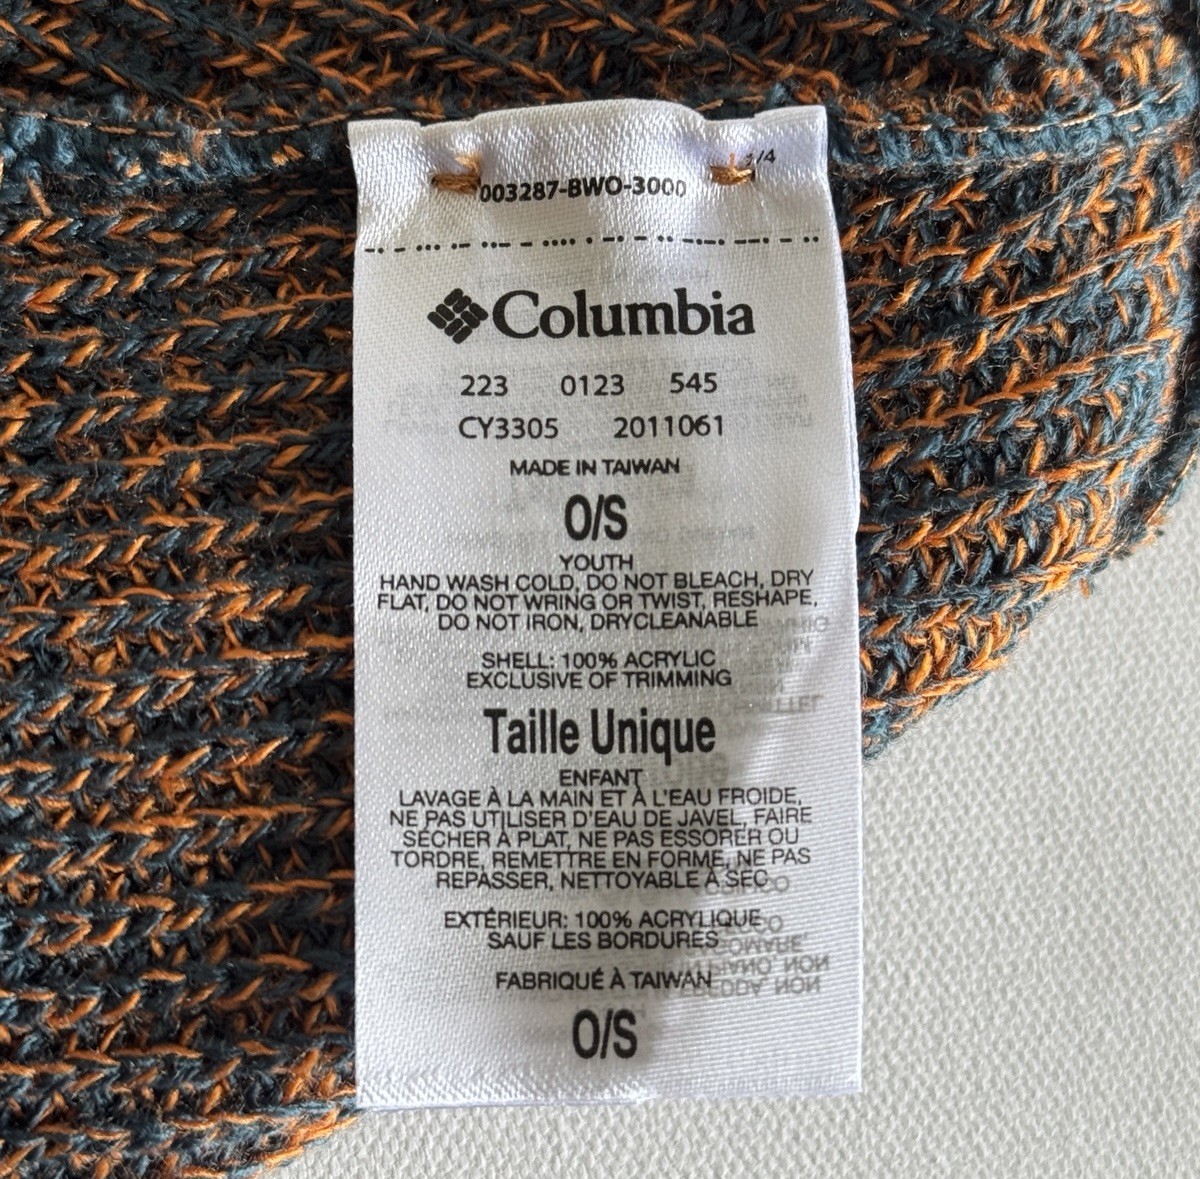 1/4
003287-BWO-3000
Columbia
223 0123 545
CY3305 2011061
MADE IN TAIWAN
O/S
YOUTH
HAND WASH COLD, DO NOT BLEACH, DRY
FLAT, DO NOT WRING OR TWIST, RESHAPE,
DO NOT IRON, DRYCLEANABLE
SHELL: 100% ACRYLIC
EXCLUSIVE OF TRIMMING
Taille Unique
ENFANT
LAVAGE À LA MAIN ET À L'EAU FROIDE,
NE PAS UTILISER D'EAU DE JAVEL, FAIRE
SÉCHER À PLAT, NE PAS ESSORER OU
TORDRE, REMETTRE EN FORME, NE PAS
REPASSER, NETTOYABLE À SEC
EXTÉRIEUR: 100% ACRYLIQUE
SAUF LES BORDURES
FABRIQUÉ À TAIWAN
O/S